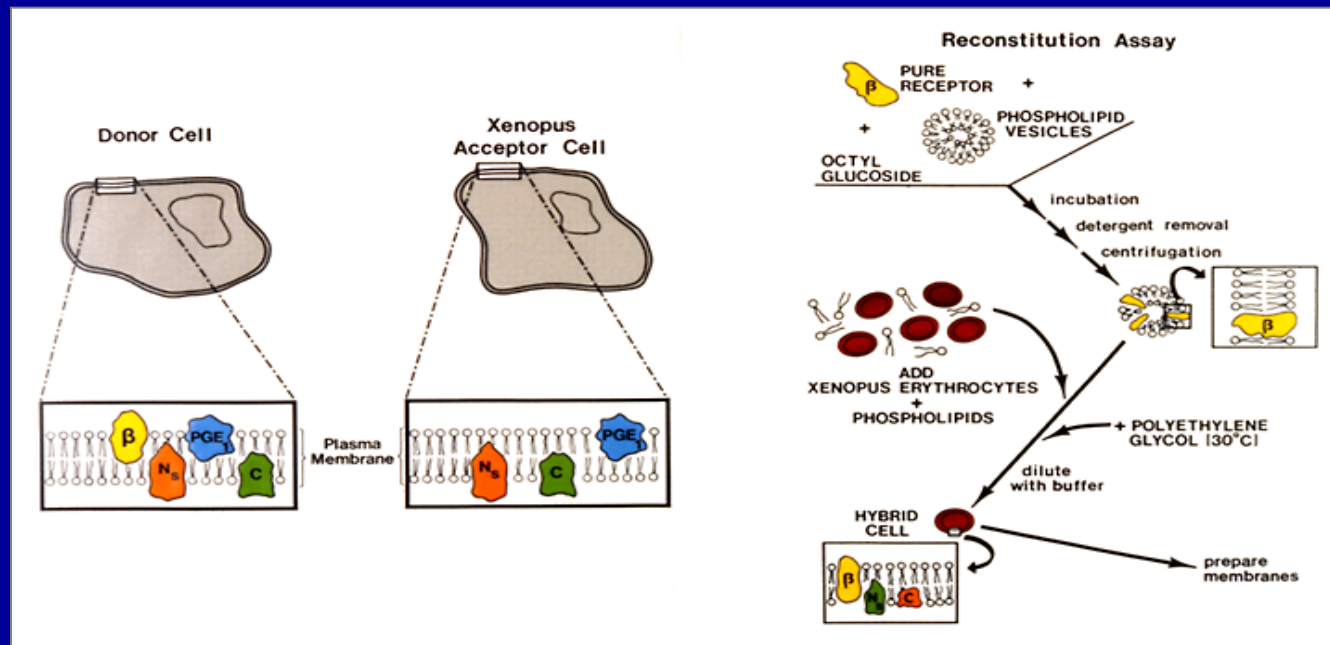 Donor Cell
Xenopus
Acceptor Cell
β
PGE1
Ns
C
Plasma
Membrane
PGE1
Ns
C
Reconstitution Assay
β
PURE
RECEPTOR
+
+
PHOSPHOLIPID
VESICLES
OCTYL
GLUCOSIDE
incubation
detergent removal
centrifugation
β
ADD
XENOPUS ERYTHROCYTES
+
PHOSPHOLIPIDS
+ POLYETHYLENE
GLYCOL [30°C]
dilute
with buffer
HYBRID
CELL
β
Ns
C
prepare
membranes